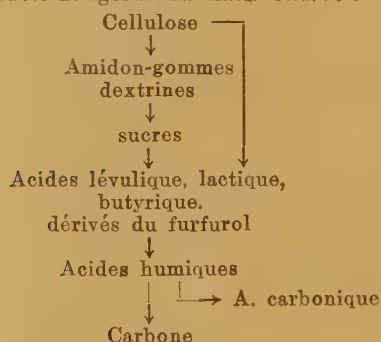 Cellulose
Amidon-gommes
dextrines
sucres
Acides lévulique, lactique,
butyrique.
dérivés du furfurol
Acides humiques
A. carbonique
Carbone